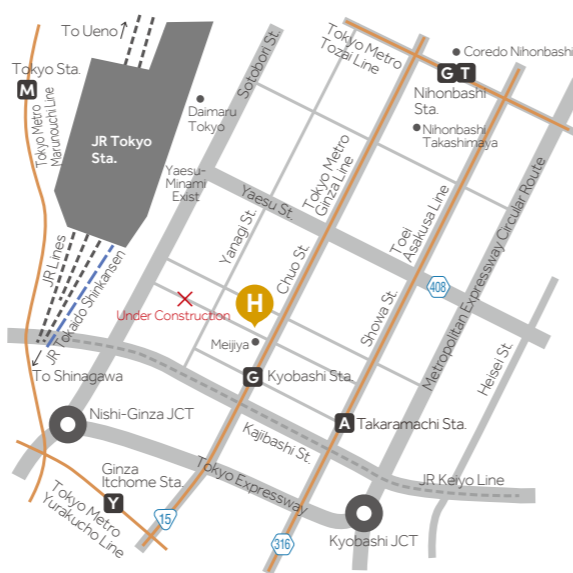 To Ueno
M
Tokyo Sta.
Tokyo Metro
Marunouchi Line
JR Tokyo
Sta.
Sotobori St.
Daimaru
Tokyo
Yaesu-
Minami
Exist
Tokyo Metro
Tozai Line
Coredo Nihonbashi
G T
Nihonbashi
Sta.
Nihonbashi
Takashimaya
Tokyo Metro
Ginza Line
Yaesu St.
Yanagi St.
Chuo St.
Toei
Asakusa Line
Showa St.
408
Metropolitan Expressway Circular Route
Heisei St.
JR Lines
JR Tokaido Shinkansen
To Shinagawa
Under Construction
H
Meijiya
G
Kyobashi Sta.
A
Takaramachi Sta.
Nishi-Ginza JCT
Kajibashi St.
Tokyo Expressway
JR Keiyo Line
Ginza
Itchome Sta.
Y
Tokyo Metro
Yurakucho Line
15
316
Kyobashi JCT